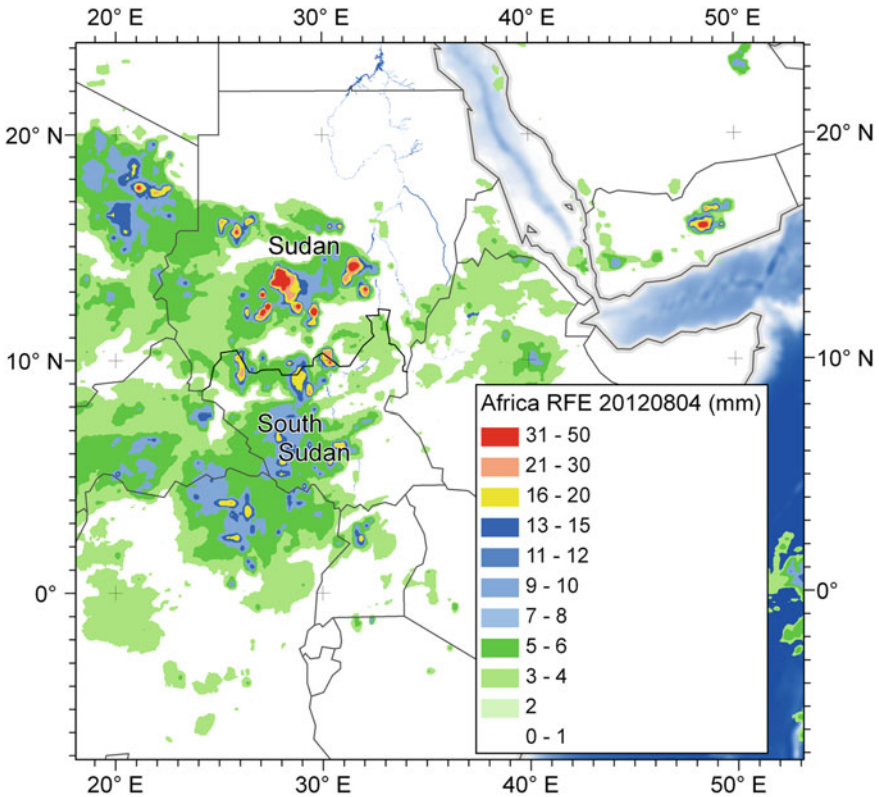 20° E 30° E 40° E 50° E
20° N 20° N
Sudan
10° N 10° N
Africa RFE 20120804 (mm)
31 - 50
South
21 - 30
Sudan
16 - 20
13 - 15
11 - 12
9 - 10
7 - 8
5 - 6
3 - 4
2
0 - 1
0° 0°
20° E 30° E 40° E 50° E